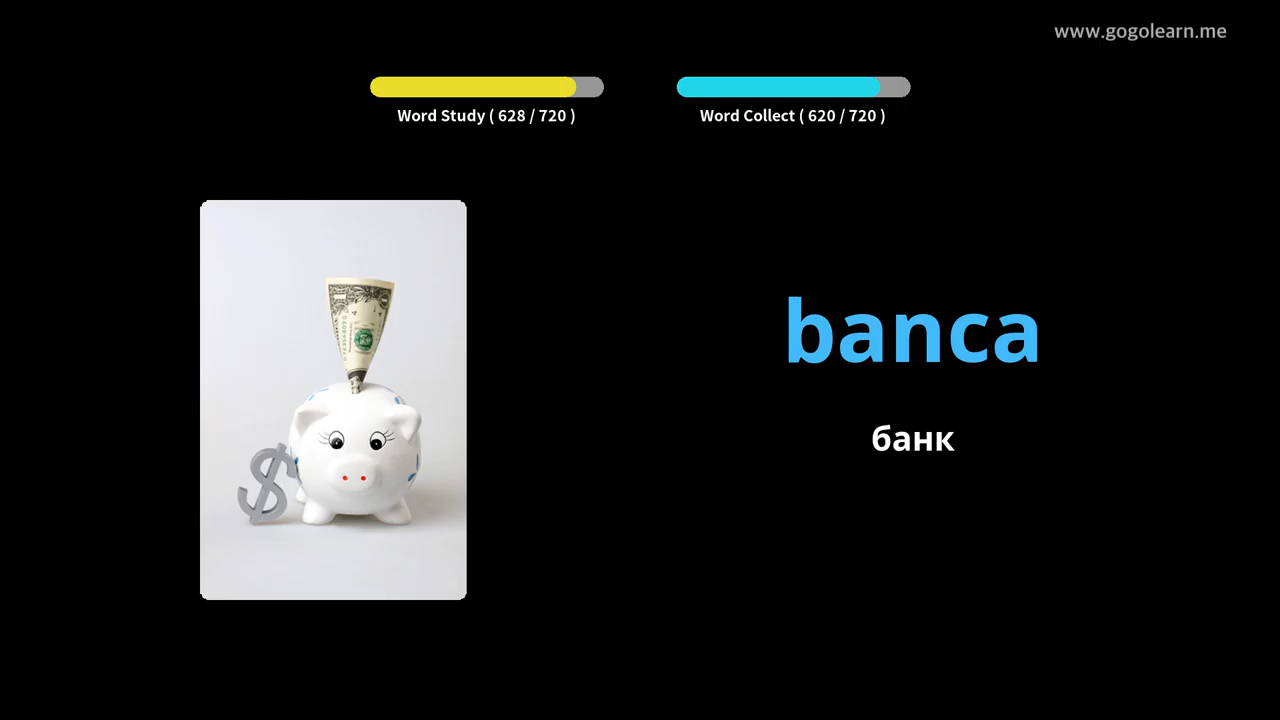 www.gogolearn.me
Word Study ( 628 / 720 )
Word Collect ( 620 / 720 )
banca
банк
$